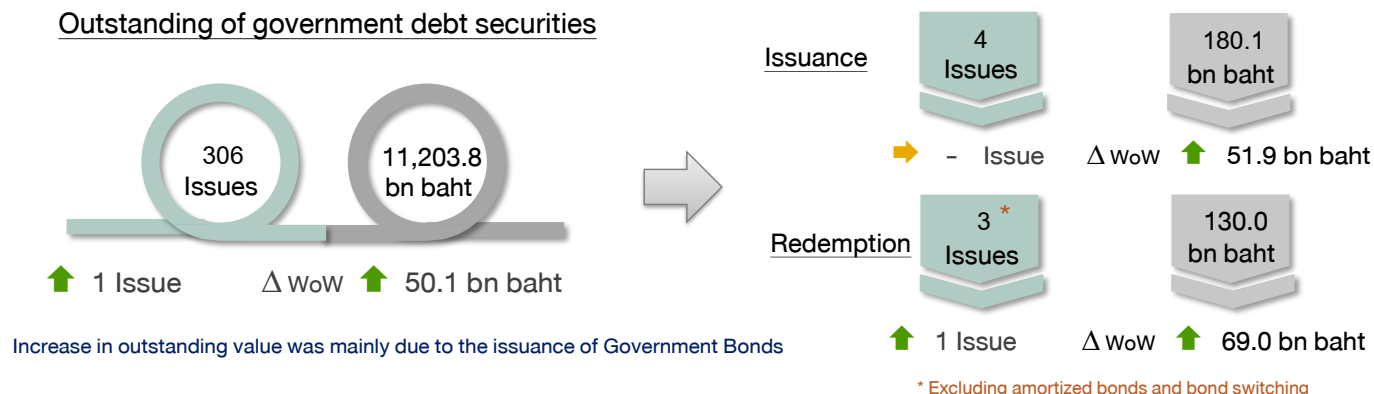 Outstanding of government debt securities
306
Issues
11,203.8
bn baht
1 Issue
Δ WoW
50.1 bn baht
Increase in outstanding value was mainly due to the issuance of Government Bonds
Issuance
4
Issues
180.1
bn baht
- Issue
Δ WoW
51.9 bn baht
Redemption
3 *
Issues
130.0
bn baht
1 Issue
Δ WoW
69.0 bn baht
* Excluding amortized bonds and bond switching